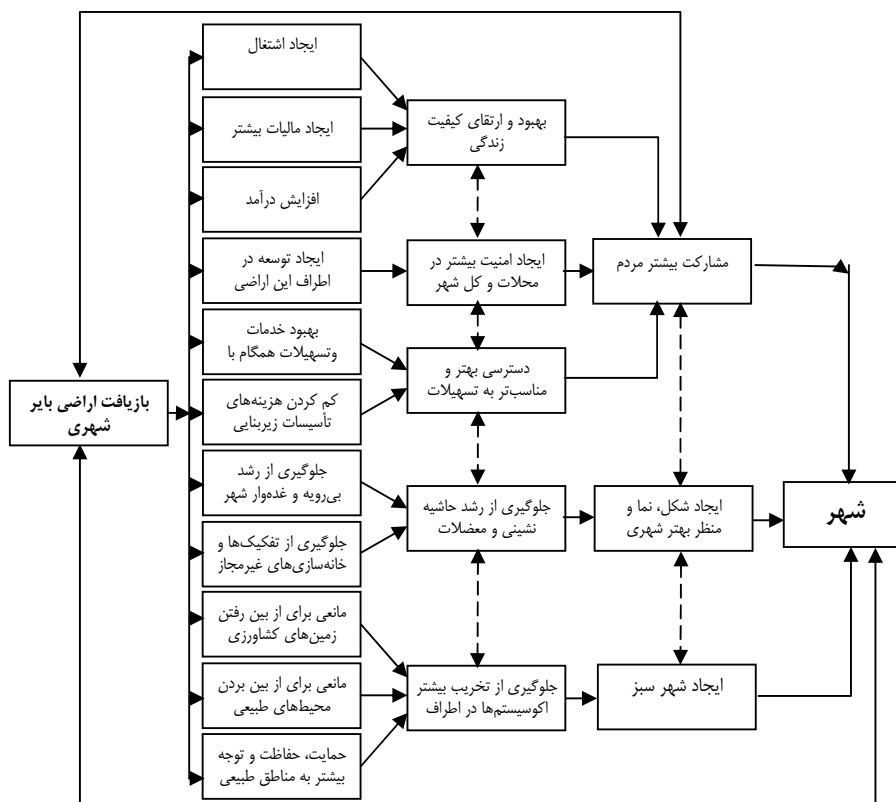 ایجاد اشتغال
ایجاد مالیات بیشتر
افزایش درآمد
ایجاد توسعه در
اطراف این اراضی
بهبود خدمات
وتسهیلات همگام با
کم کردن هزینه‌های
تأسیسات زیربنایی
جلوگیری از رشد
بی‌رویه و غده‌وار شهر
جلوگیری از تفکیک‌ها و
خانه‌سازی‌های غیرمجاز
مانعی برای از بین رفتن
زمین‌های کشاورزی
مانعی برای از بین بردن
محیط‌های طبیعی
حمایت، حفاظت و توجه
بیشتر به مناطق طبیعی
بازیافت اراضی بایر
شهری
بهبود و ارتقای کیفیت
زندگی
ایجاد امنیت بیشتر در
محلات و کل شهر
دسترسی بهتر و
مناسب‌تر به تسهیلات
جلوگیری از رشد حاشیه
نشینی و معضلات
جلوگیری از تخریب بیشتر
اکوسیستم‌ها در اطراف
مشارکت بیشتر مردم
ایجاد شکل، نما و
منظر بهتر شهری
ایجاد شهر سبز
شهر